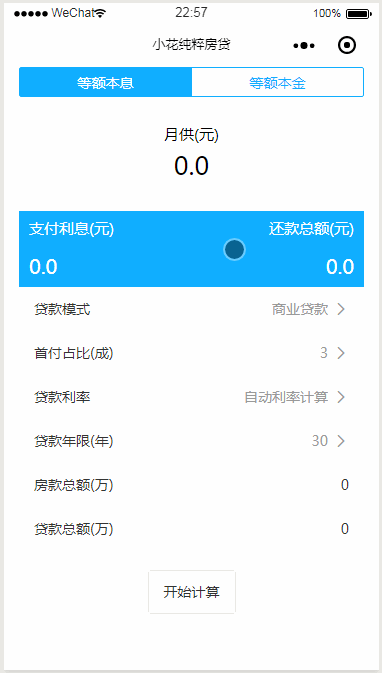 ●●●●● WeChat 22:57 100%
小花纯粹房贷
等额本息 等额本金
月供(元)
0.0
支付利息(元) 还款总额(元)
0.0 0.0
贷款模式 商业贷款
首付占比(成) 3
贷款利率 自动利率计算
贷款年限(年) 30
房款总额(万) 0
贷款总额(万) 0
开始计算